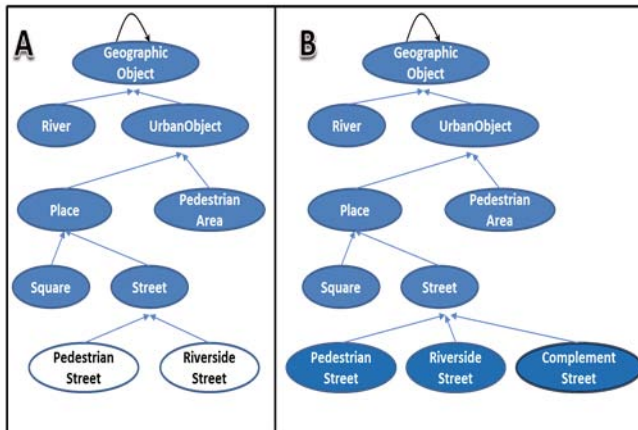 A
Geographic
Object
River
UrbanObject
Place
Pedestrian
Area
Square
Street
Pedestrian
Street
Riverside
Street
B
Geographic
Object
River
UrbanObject
Place
Pedestrian
Area
Square
Street
Pedestrian
Street
Riverside
Street
Complement
Street